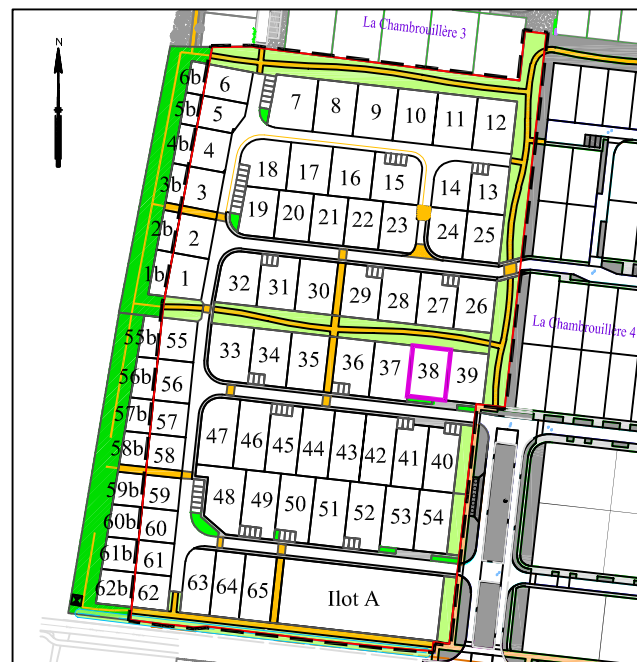 La Chambrouillère 3
N
6b 6 7 8 9 10 11 12
5b 5
4b 4 18 17 16 15 14 13
3b 3
19 20 21 22 23 24 25
2b 2
1b 1 32 31 30 29 28 27 26
La Chambrouillère 4
55b 55 33 34 35 36 37 38 39
56b 56
57b 57 47 46 45 44 43 42 41 40
58b 58
59b 59 48 49 50 51 52 53 54
60b 60
61b 61
62b 62 63 64 65 Ilot A